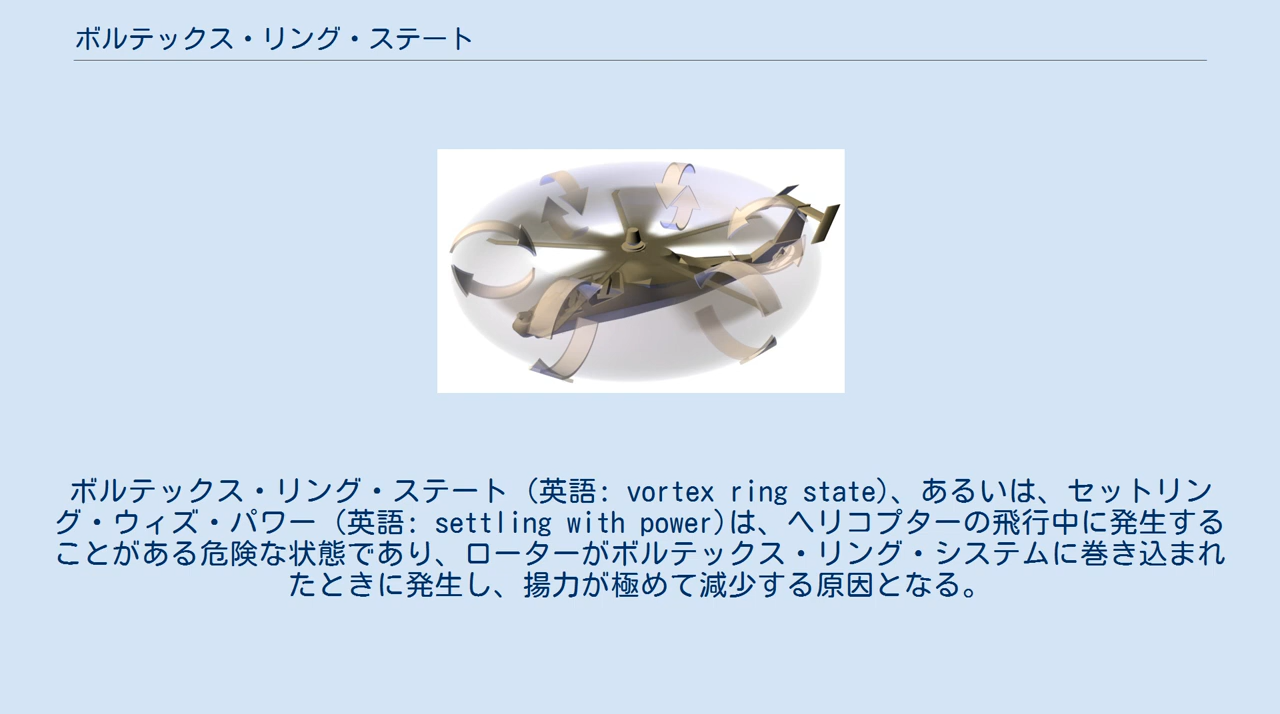 ボルテックス・リング・ステート
ボルテックス・リング・ステート (英語: vortex ring state)、あるいは、セットリン
グ・ウィズ・パワー (英語: settling with power)は、ヘリコプターの飛行中に発生する
ことがある危険な状態であり、ローターがボルテックス・リング・システムに巻き込まれ
たときに発生し、揚力が極めて減少する原因となる。